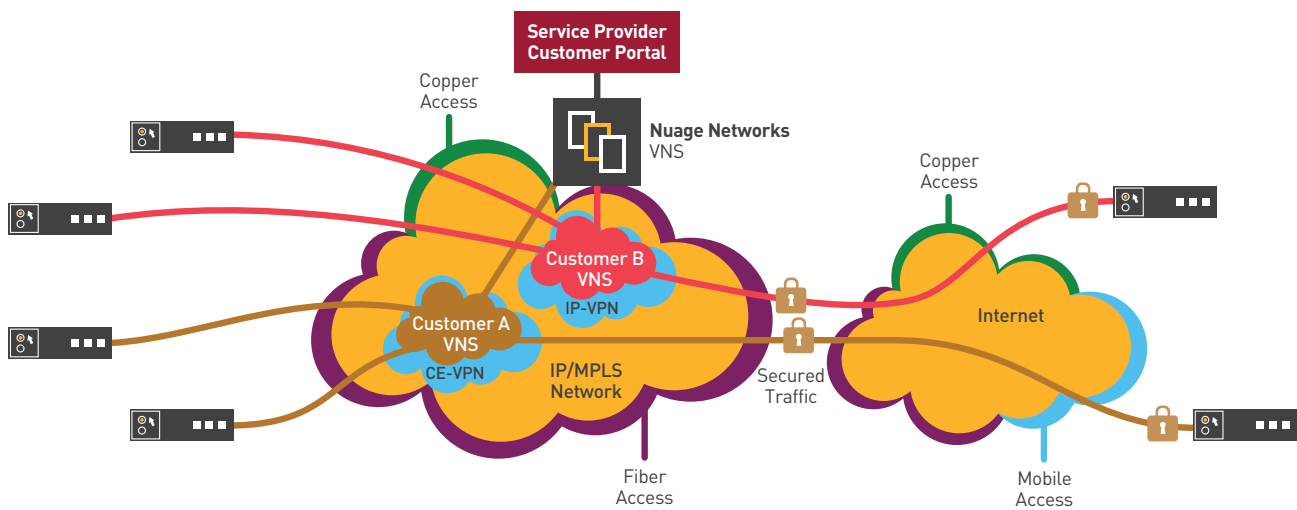 Service Provider
Customer Portal
Copper
Access
Nuage Networks
VNS
Copper
Access
Customer B
VNS
IP-VPN
Internet
Customer A
VNS
CE-VPN
IP/MPLS
Network
Secured
Traffic
Fiber
Access
Mobile
Access